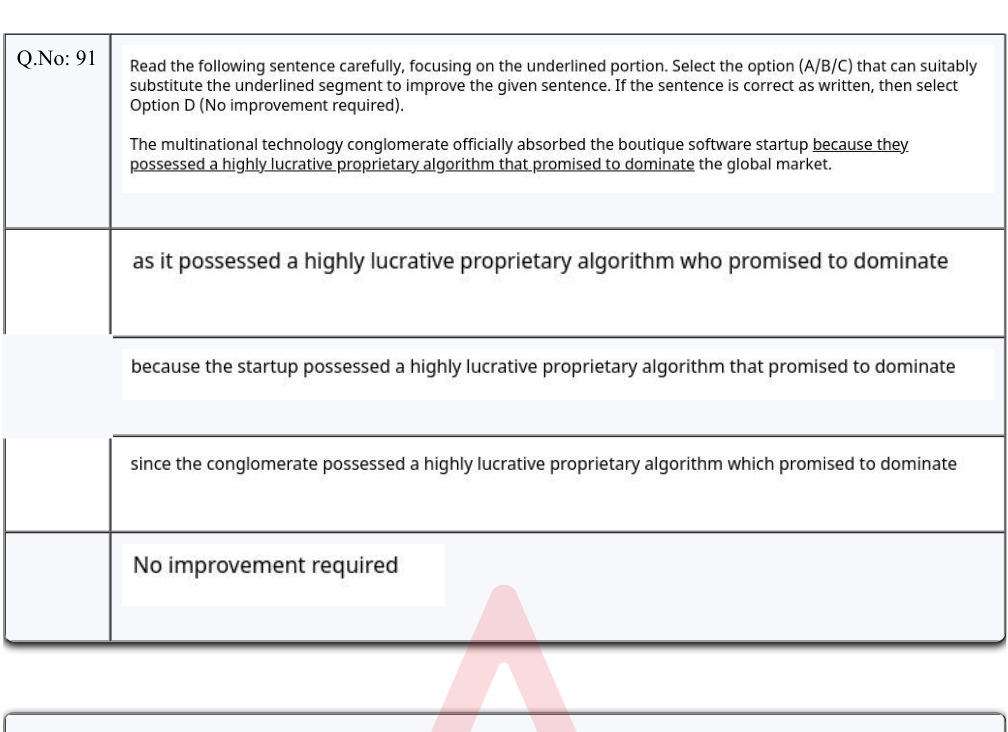 Q.No: 91
Read the following sentence carefully, focusing on the underlined portion. Select the option (A/B/C) that can suitably
substitute the underlined segment to improve the given sentence. If the sentence is correct as written, then select
Option D (No improvement required).
The multinational technology conglomerate officially absorbed the boutique software startup because they
possessed a highly lucrative proprietary algorithm that promised to dominate the global market.
as it possessed a highly lucrative proprietary algorithm who promised to dominate
because the startup possessed a highly lucrative proprietary algorithm that promised to dominate
since the conglomerate possessed a highly lucrative proprietary algorithm which promised to dominate
No improvement required